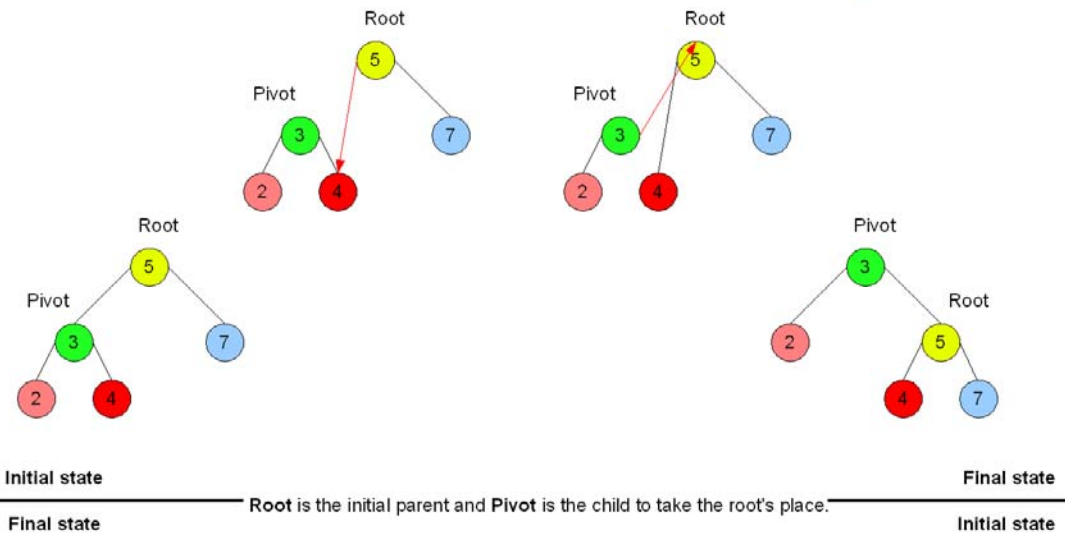 Root
5
Pivot
3
7
2
4
Root
5
Pivot
3
7
2
4
Root
5
Pivot
3
7
2
4
Pivot
3
Root
2
5
4
7
Initial state
Final state
Root is the initial parent and Pivot is the child to take the root's place.
Final state
Initial state